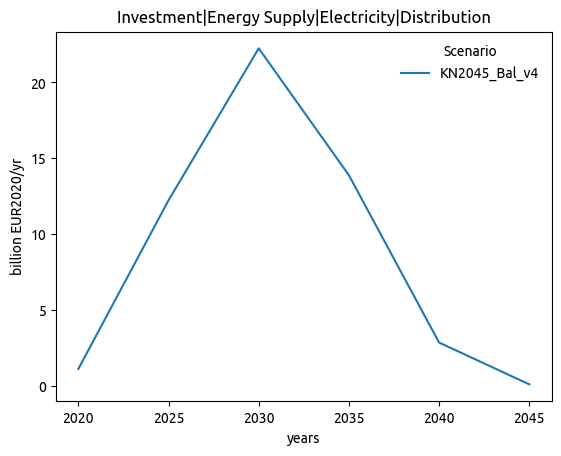 Investment|Energy Supply|Electricity|Distribution
Scenario
KN2045_Bal_v4
billion EUR2020/yr
20
15
10
5
0
2020 2025 2030 2035 2040 2045
years